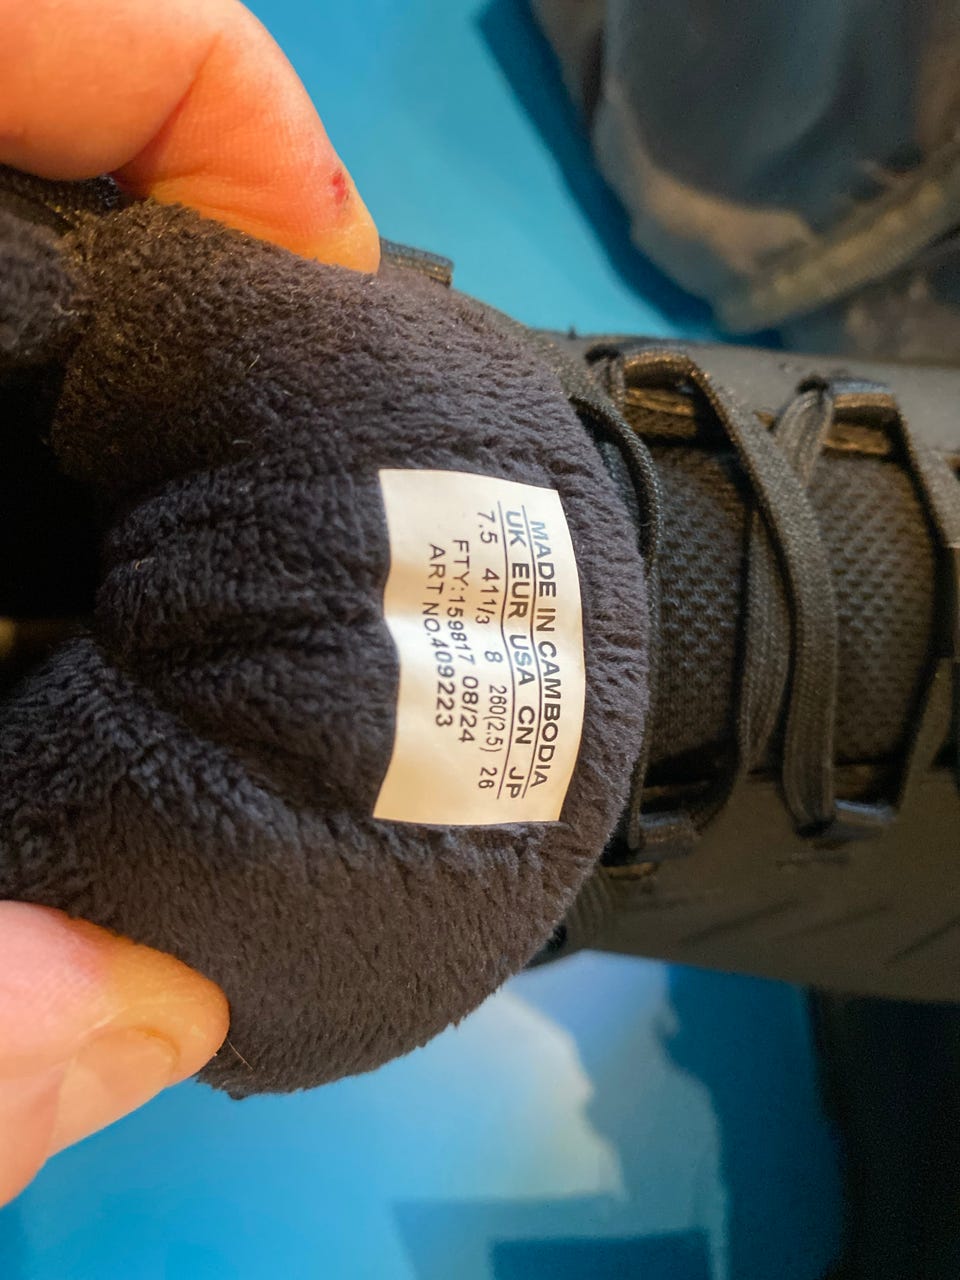 MADE IN CAMBODIA
UK EUR USA CN JP
7.5 41 1/3 8 260(2.5) 26
FTY:159817 08/24
ART NO.409223